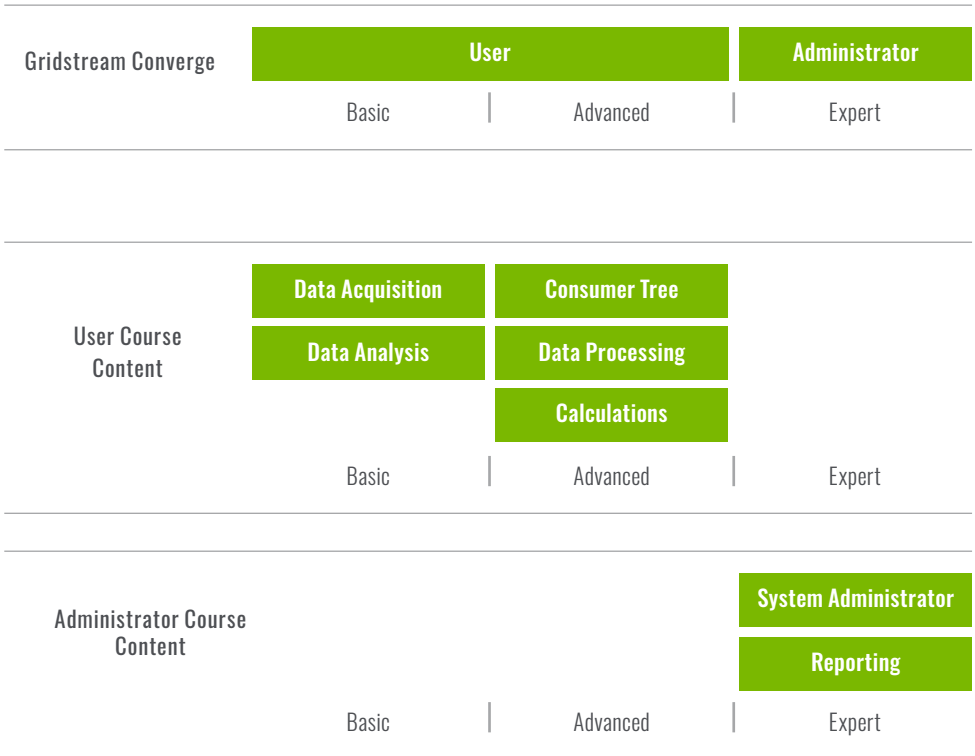 Gridstream Converge
User
Administrator
Basic
Advanced
Expert
User Course
Content
Data Acquisition
Consumer Tree
Data Analysis
Data Processing
Calculations
Basic
Advanced
Expert
Administrator Course
Content
System Administrator
Reporting
Basic
Advanced
Expert